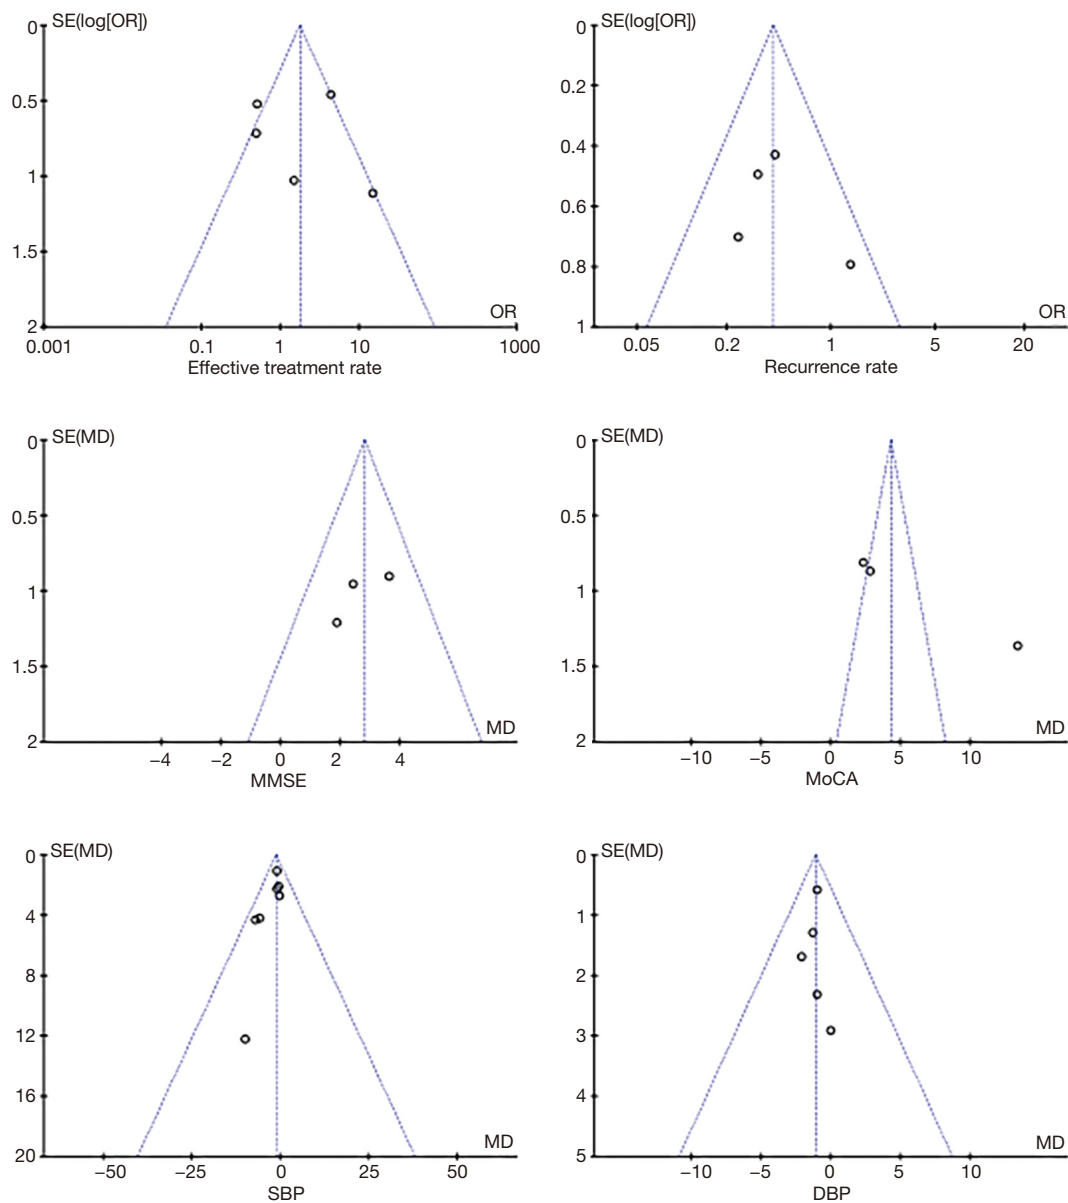 SE(log[OR])
0
0.5
1
1.5
2
OR
0.001 0.1 1 10 1000
Effective treatment rate
SE(log[OR])
0
0.2
0.4
0.6
0.8
1
OR
0.05 0.2 1 5 20
Recurrence rate
SE(MD)
0
0.5
1
1.5
2
MD
−4 −2 0 2 4
MMSE
SE(MD)
0
0.5
1
1.5
2
MD
−10 −5 0 5 10
MoCA
SE(MD)
0
4
8
12
16
20
MD
−50 −25 0 25 50
SBP
SE(MD)
0
1
2
3
4
5
MD
−10 −5 0 5 10
DBP